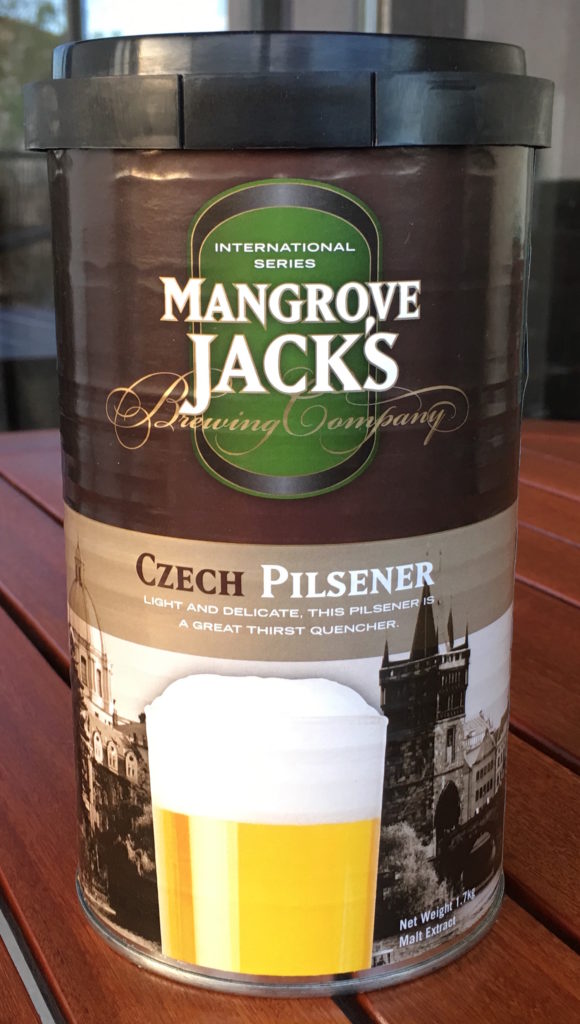 INTERNATIONAL
SERIES
MANGROVE
JACK'S
Brewing Company
CZECH PILSENER
LIGHT AND DELICATE, THIS PILSENER IS
A GREAT THIRST QUENCHER.
Net Weight 1.7kg
Malt Extract